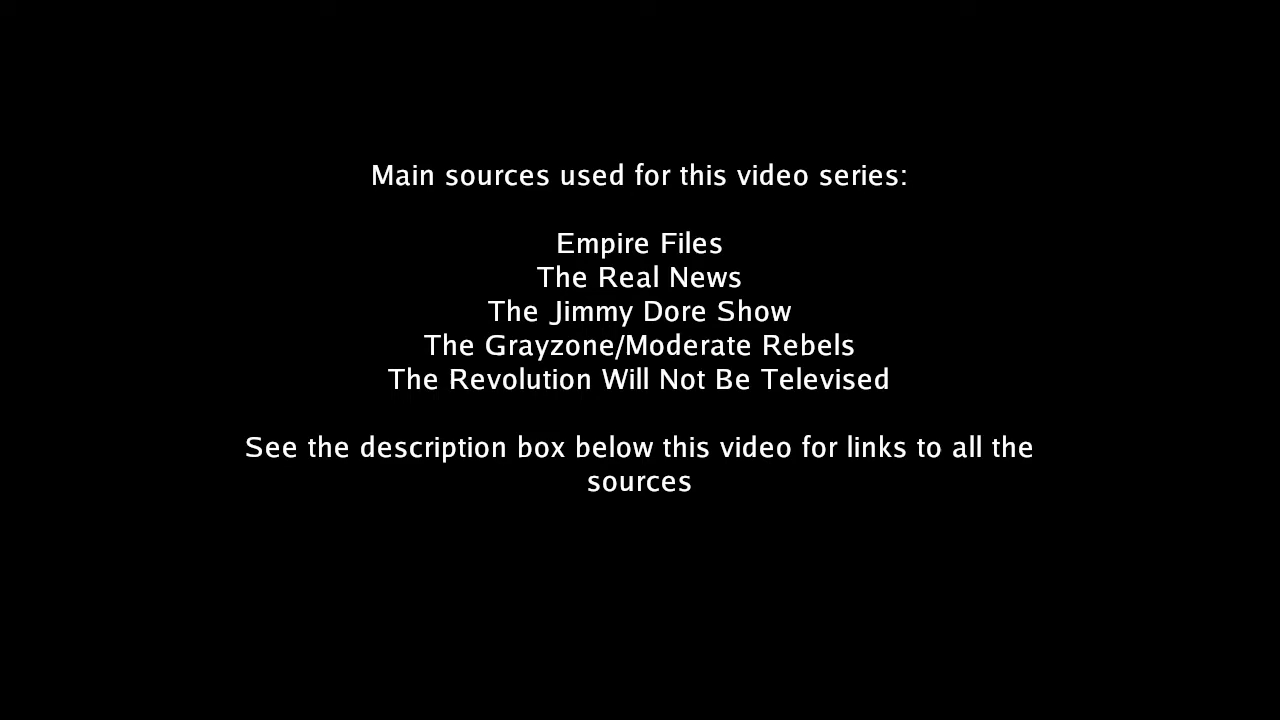 Main sources used for this video series:
Empire Files
The Real News
The Jimmy Dore Show
The Grayzone/Moderate Rebels
The Revolution Will Not Be Televised
See the description box below this video for links to all the
sources